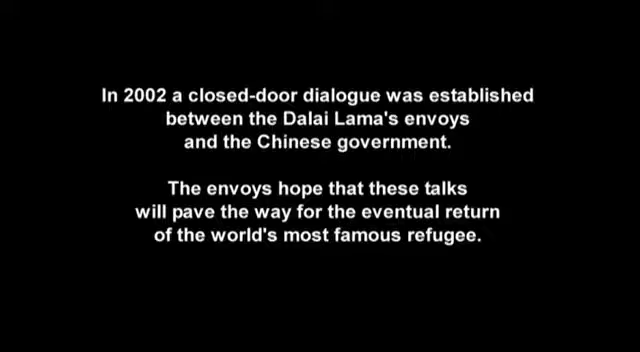 In 2002 a closed-door dialogue was established
between the Dalai Lama's envoys
and the Chinese government.
The envoys hope that these talks
will pave the way for the eventual return
of the world's most famous refugee.